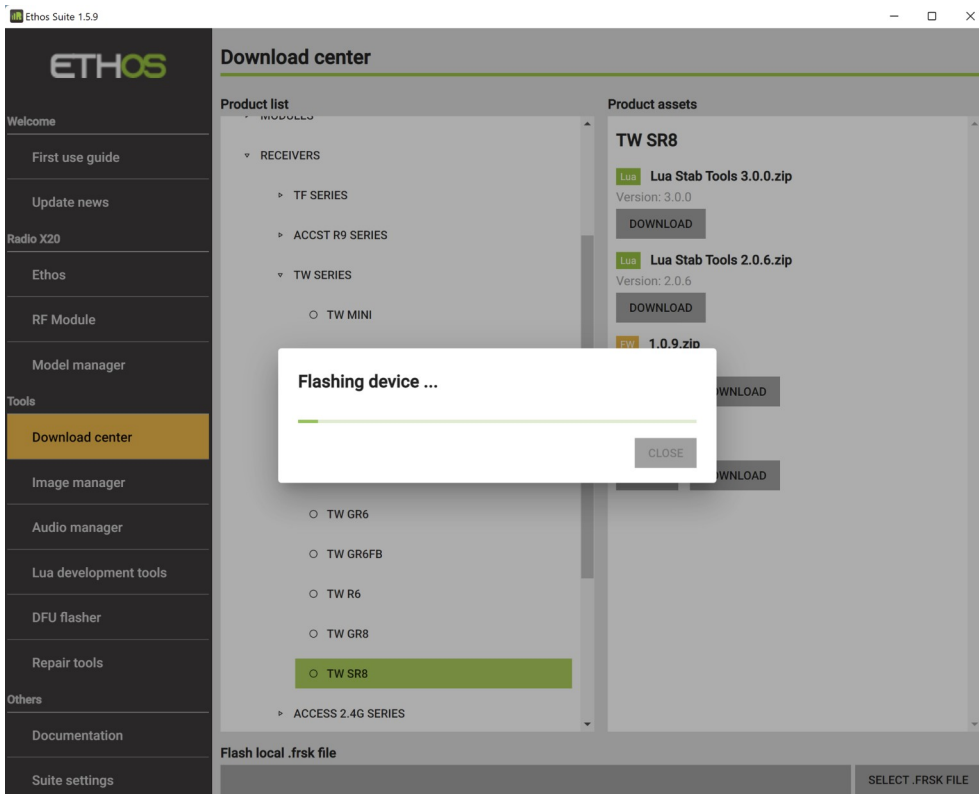 Ethos Suite 1.5.9
ETHOS
Welcome
First use guide
Update news
Radio X20
Ethos
RF Module
Model manager
Tools
Download center
Image manager
Audio manager
Lua development tools
DFU flasher
Repair tools
Others
Documentation
Suite settings
Download center
Product list
MODULES
RECEIVERS
TF SERIES
ACCST R9 SERIES
TW SERIES
TW MINI
TW GR6
TW GR6FB
TW R6
TW GR8
TW SR8
ACCESS 2.4G SERIES
Product assets
TW SR8
Lua Lua Stab Tools 3.0.0.zip
Version: 3.0.0
DOWNLOAD
Lua Lua Stab Tools 2.0.6.zip
Version: 2.0.6
DOWNLOAD
FW 1.0.9.zip
WNLOAD
WNLOAD
Flashing device ...
CLOSE
Flash local .frsk file
SELECT .FRSK FILE